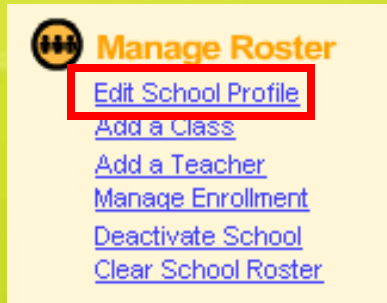 Manage Roster
Edit School Profile
Add a Class
Add a Teacher
Manage Enrollment
Deactivate School
Clear School Roster